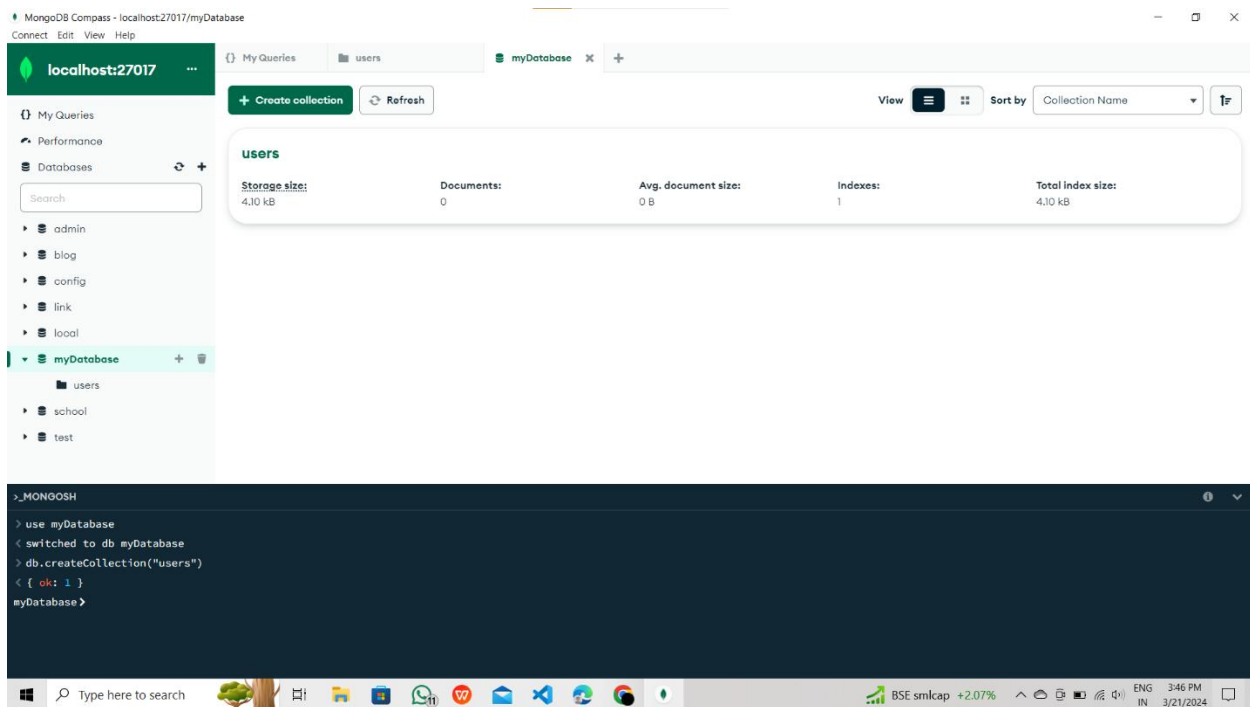 MongoDB Compass - localhost:27017/myDatabase
Connect Edit View Help
localhost:27017 ...
{} My Queries
users
myDatabase
Create collection
Refresh
View
Sort by
Collection Name
{} My Queries
Performance
Databases
Search
admin
blog
config
link
local
myDatabase
users
school
test
users
Storage size: Documents: Avg. document size: Indexes: Total index size:
4.10 kB 0 0 B 1 4.10 kB
>_MONGOSH
> use myDatabase
< switched to db myDatabase
> db.createCollection("users")
< { ok: 1 }
myDatabase>
Type here to search
11
BSE smlcap +2.07%
ENG
IN
3:46 PM
3/21/2024